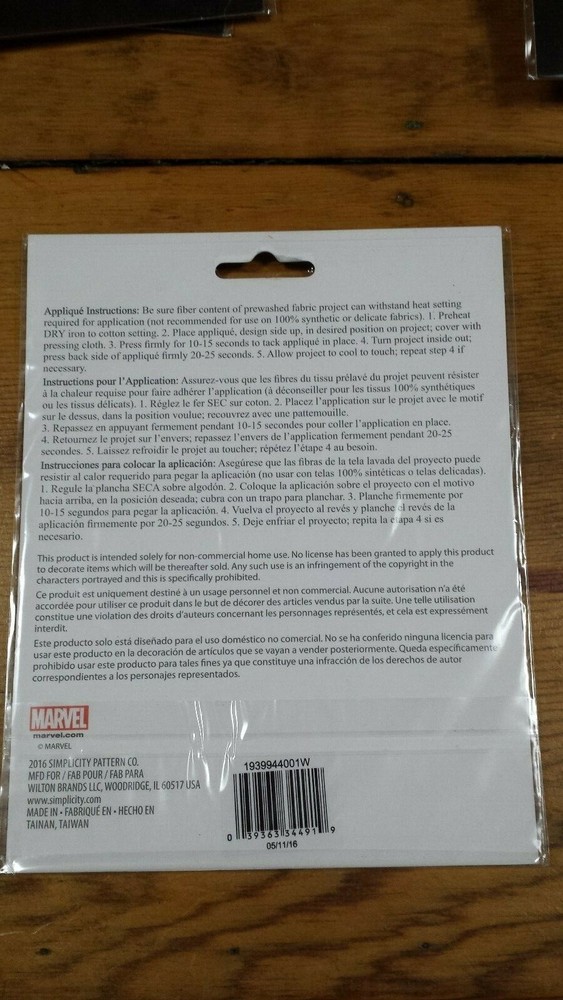 Appliqué Instructions: Be sure fiber content of prewashed fabric project can withstand heat setting
required for application (not recommended for use on 100% synthetic or delicate fabrics). 1. Preheat
DRY iron to cotton setting. 2. Place appliqué, design side up, in desired position on project; cover with
pressing cloth. 3. Press firmly for 10-15 seconds to tack appliqué in place. 4. Turn project inside out;
press back side of appliqué firmly 20-25 seconds. 5. Allow project to cool to touch; repeat step 4 if
necessary.
Instructions pour l'Application: Assurez-vous que les fibres du tissu prélavé du projet peuvent résister
à la chaleur requise pour faire adhérer l'application (à déconseiller pour les tissus 100% synthétiques
ou les tissus délicats). 1. Réglez le fer SEC sur coton. 2. Placez l'application sur le projet avec le motif
sur le dessus, dans la position voulue; recouvrez avec une pattemouille.
3. Repassez en appuyant fermement pendant 10-15 secondes pour coller l'application en place.
4. Retournez le projet sur l'envers; repassez l'envers de l'application fermement pendant 20-25
secondes. 5. Laissez refroidir le projet au toucher; répétez l'étape 4 au besoin.
Instrucciones para colocar la aplicación: Asegúrese que las fibras de la tela lavada del proyecto puede
resistir al calor requerido para pegar la aplicación (no usar con telas 100% sintéticas o telas delicadas).
1. Regule la plancha SECA sobre algodón. 2. Coloque la aplicación sobre el proyecto con el motivo
hacia arriba, en la posición deseada; cubra con un trapo para planchar. 3. Planche firmemente por
10-15 segundos para pegar la aplicación. 4. Vuelva el proyecto al revés y planche el revés de la
aplicación firmemente por 20-25 segundos. 5. Deje enfriar el proyecto; repita la etapa 4 si es
necesario.
This product is intended solely for non-commercial home use. No license has been granted to apply this product
to decorate items which will be thereafter sold. Any such use is an infringement of the copyright in the
characters portrayed and this is specifically prohibited.
Ce produit est uniquement destiné à un usage personnel et non commercial. Aucune autorisation n'a été
accordée pour utiliser ce produit dans le but de décorer des articles vendus par la suite. Une telle utilisation
constitue une violation des droits d'auteurs concernant les personnages représentés, et cela est expressément
interdit.
Este producto solo está diseñado para el uso doméstico no comercial. No se ha conferido ninguna licencia para
usar este producto en la decoración de artículos que se vayan a vender posteriormente. Queda específicamente
prohibido usar este producto para tales fines ya que constituye una infracción de los derechos de autor
correspondientes a los personajes representados.
MARVEL
marvel.com
© MARVEL
2016 SIMPLICITY PATTERN CO.
MFD FOR / FAB POUR / FAB PARA
WILTON BRANDS LLC, WOODRIDGE, IL 60517 USA
www.simplicity.com
MADE IN • FABRIQUÉ EN • HECHO EN
TAINAN, TAIWAN
1939944001W
0 39363 34491 9
05/11/16